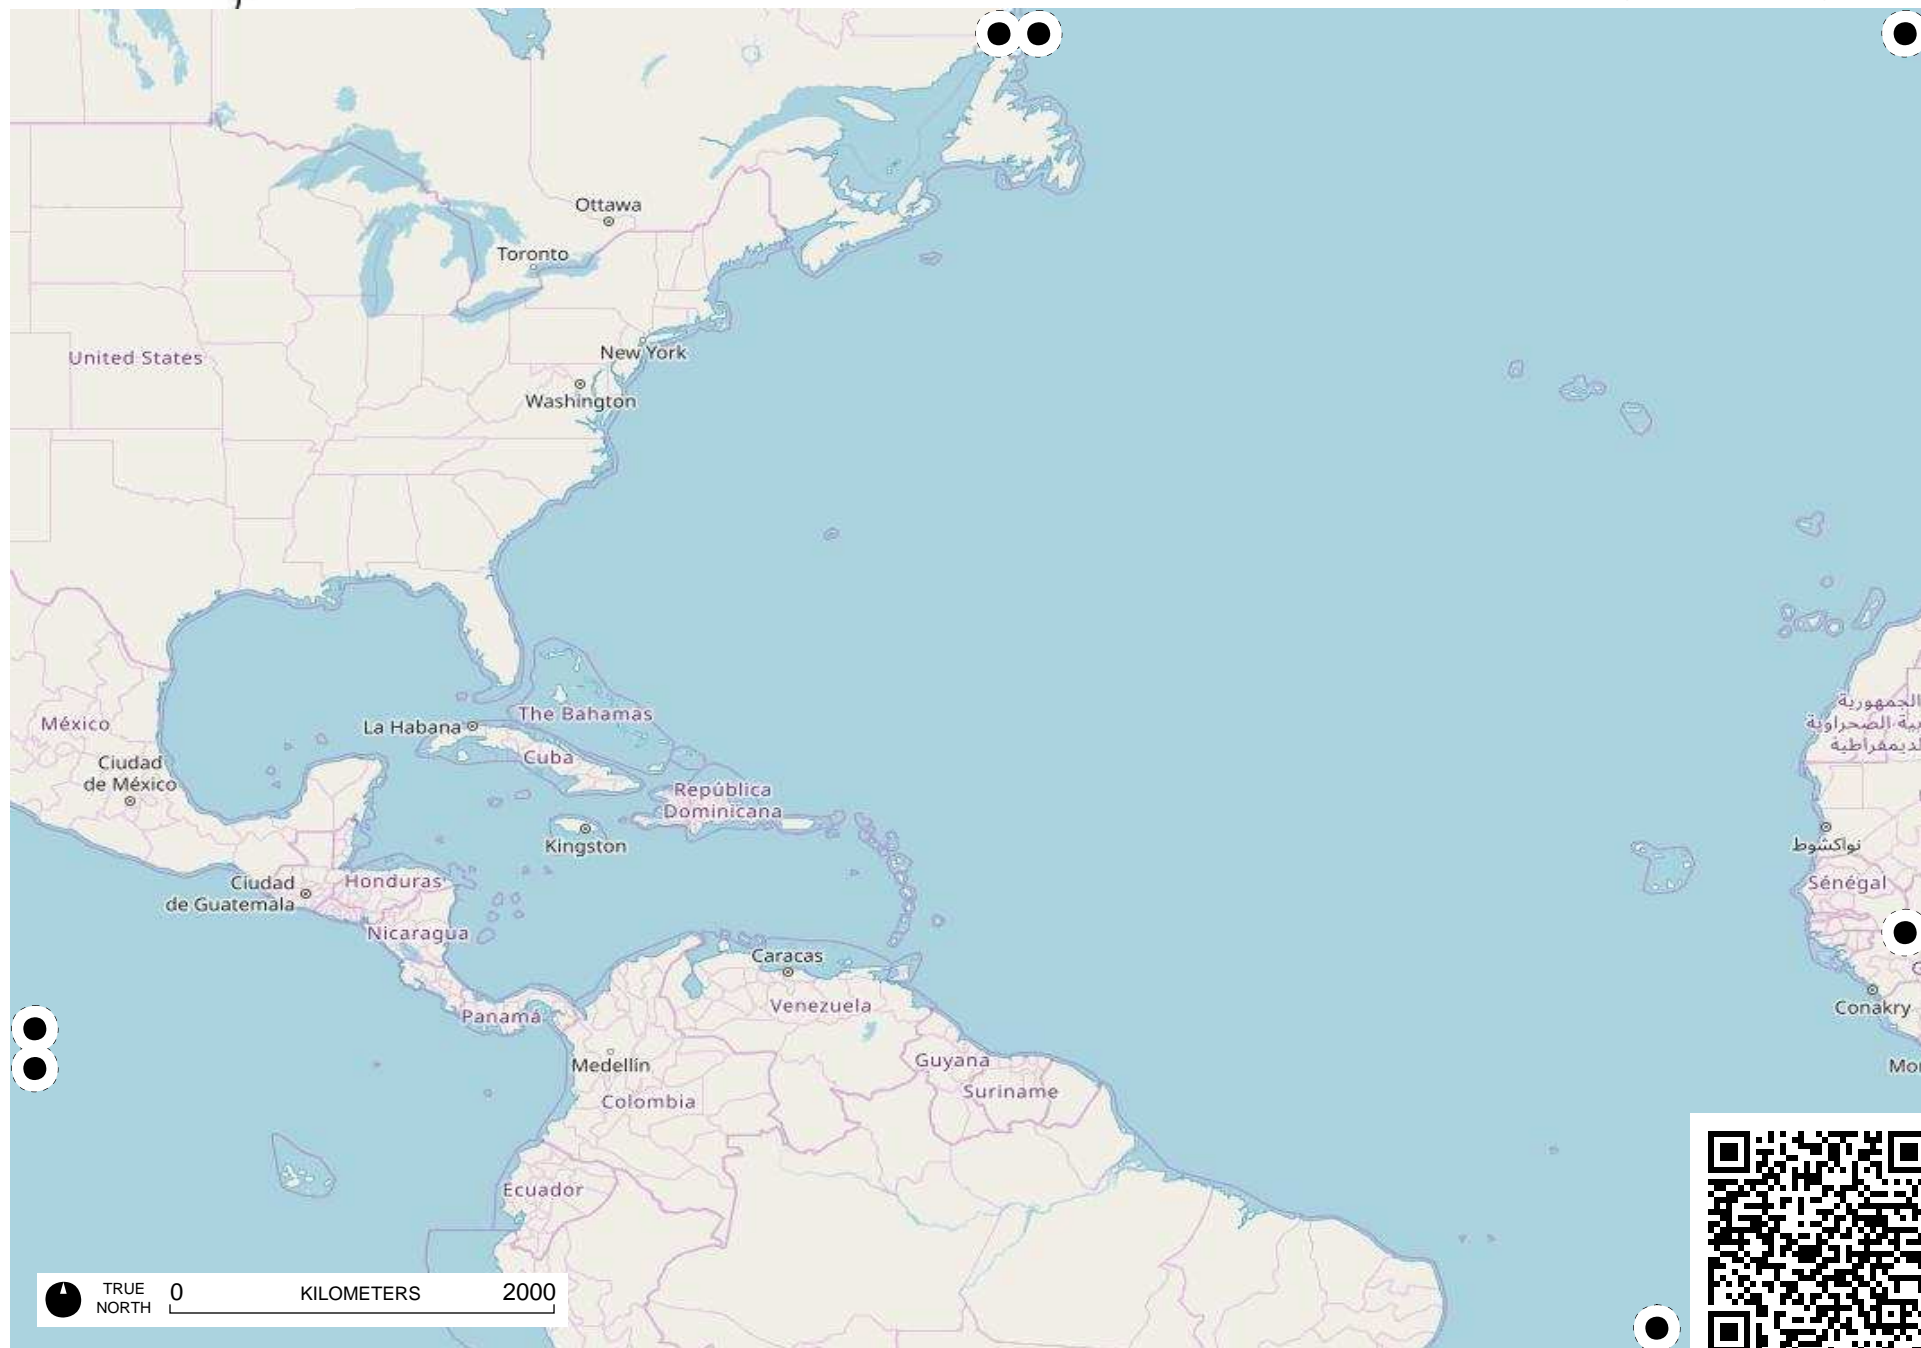 Ottawa
Toronto
United States
New York
Washington
The Bahamas
La Habana
México
Cuba
Ciudad
de México
República
Dominicana
Kingston
الجمهورية
الصحراوية
نواكشوط
Ciudad
de Guatemala
Honduras
Sénégal
Nicaragua
Caracas
Venezuela
Conakry
Panamá
Medellín
Guyana
Suriname
Colombia
Ecuador
TRUE
NORTH
0 KILOMETERS 2000